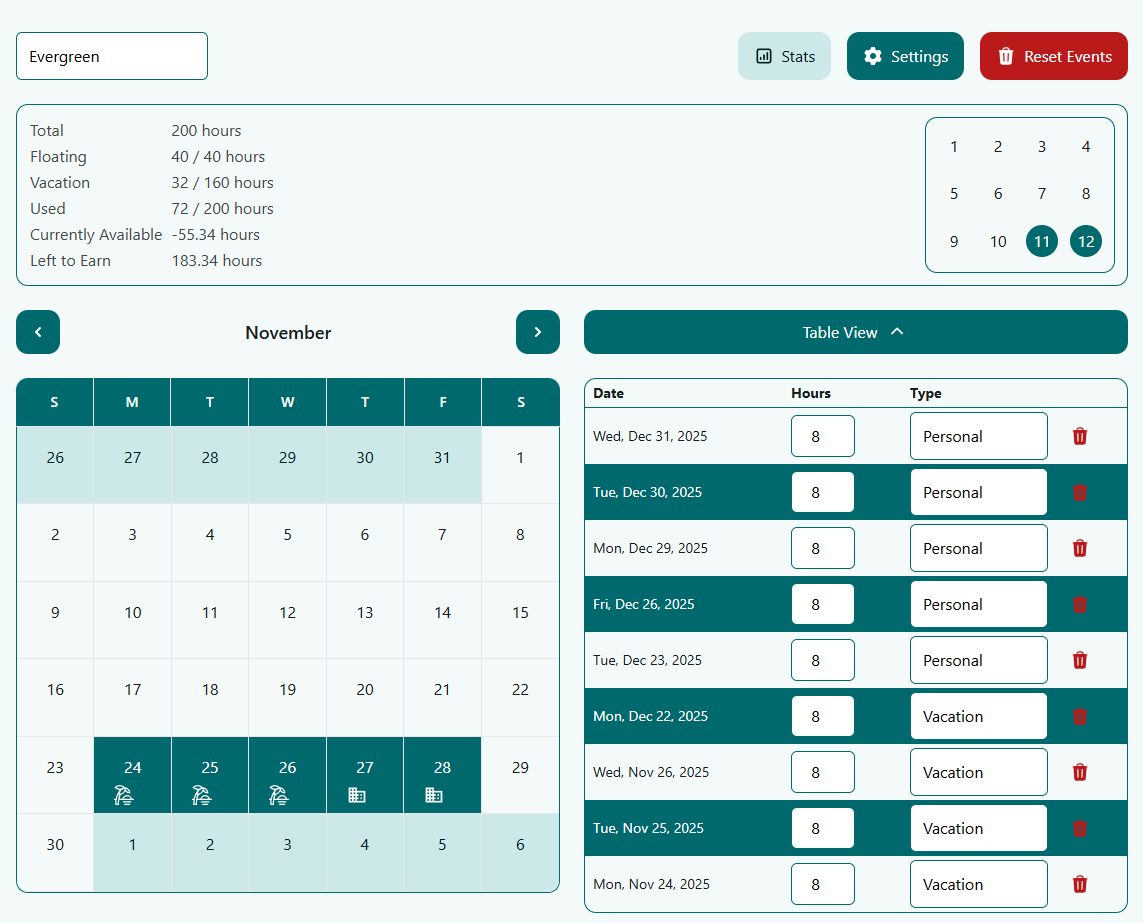 Evergreen
Stats
Settings
Reset Events
Total 200 hours
Floating 40 / 40 hours
Vacation 32 / 160 hours
Used 72 / 200 hours
Currently Available -55.34 hours
Left to Earn 183.34 hours
1 2 3 4
5 6 7 8
9 10 11 12
November
S M T W T F S
26 27 28 29 30 31 1
2 3 4 5 6 7 8
9 10 11 12 13 14 15
16 17 18 19 20 21 22
23 24 25 26 27 28 29
30 1 2 3 4 5 6
Table View
Date Hours Type
Wed, Dec 31, 2025 8 Personal
Tue, Dec 30, 2025 8 Personal
Mon, Dec 29, 2025 8 Personal
Fri, Dec 26, 2025 8 Personal
Tue, Dec 23, 2025 8 Personal
Mon, Dec 22, 2025 8 Vacation
Wed, Nov 26, 2025 8 Vacation
Tue, Nov 25, 2025 8 Vacation
Mon, Nov 24, 2025 8 Vacation